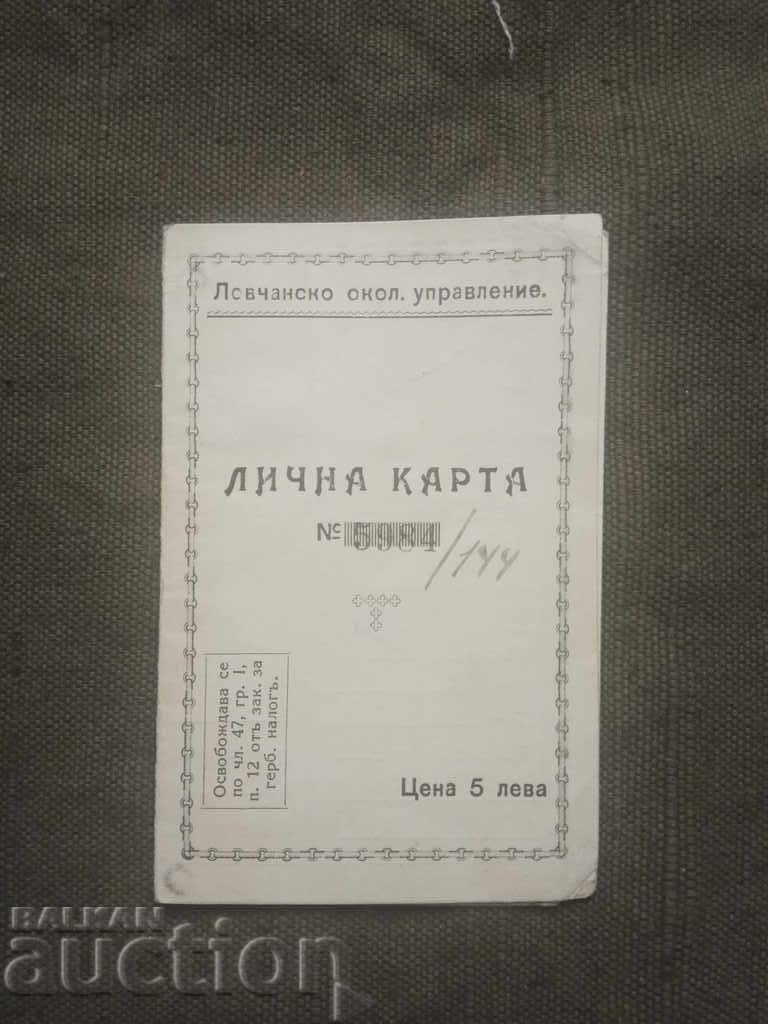 Ловчанско окол. управление.
ЛИЧНА КАРТА
№ 5984/144
Освобождава се
по чл. 47, гр. I,
п. 12 отъ зак. за
герб. налогъ.
Цена 5 лева
BALKAN
auction